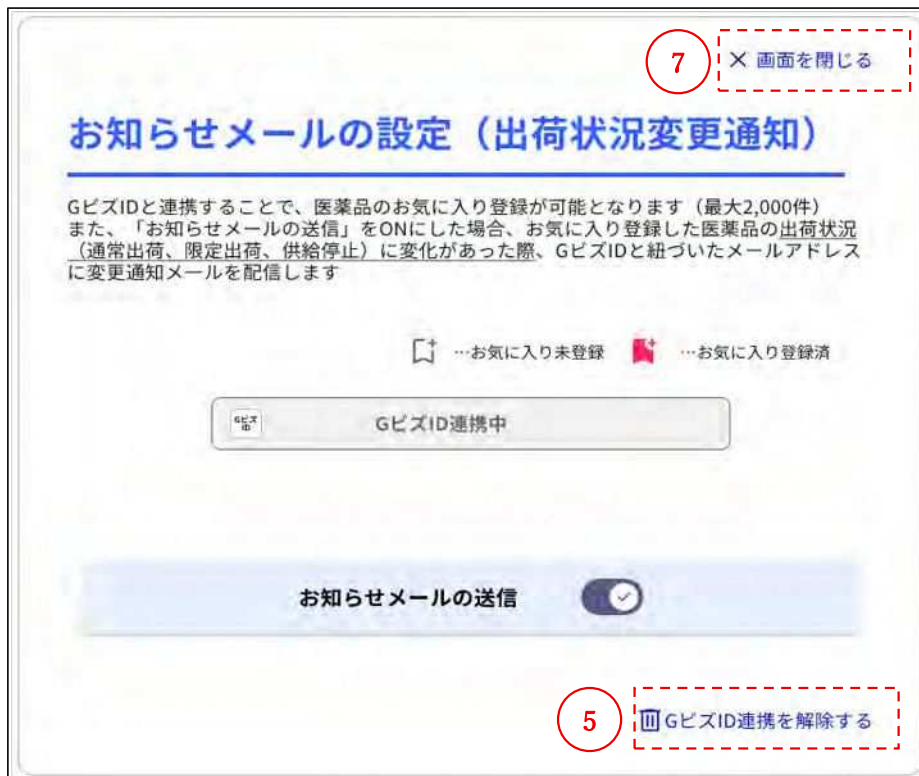 ⑦
× 画面を閉じる
お知らせメールの設定（出荷状況変更通知）
GビズIDと連携することで、医薬品のお気に入り登録が可能となります（最大2,000件）
また、「お知らせメールの送信」をONにした場合、お気に入り登録した医薬品の出荷状況
（通常出荷、限定出荷、供給停止）に変化があった際、GビズIDと紐づいたメールアドレス
に変更通知メールを配信します
…お気に入り未登録 …お気に入り登録済
Gビズ
ID
GビズID連携中
お知らせメールの送信
⑤
GビズID連携を解除する